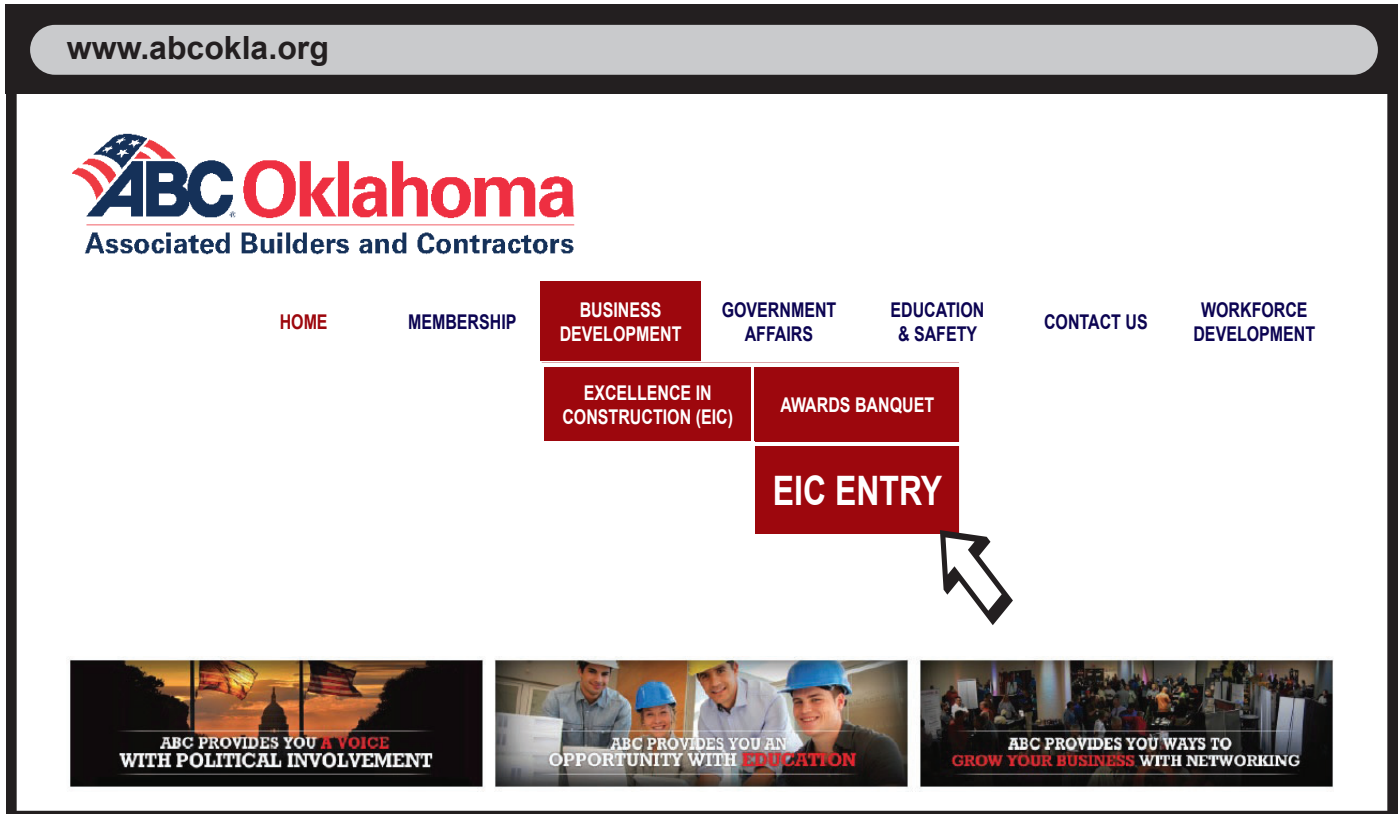 www.abcokla.org
ABC Oklahoma
Associated Builders and Contractors
HOME
MEMBERSHIP
BUSINESS
DEVELOPMENT
GOVERNMENT
AFFAIRS
EDUCATION
& SAFETY
CONTACT US
WORKFORCE
DEVELOPMENT
EXCELLENCE IN
CONSTRUCTION (EIC)
AWARDS BANQUET
EIC ENTRY
ABC PROVIDES YOU A VOICE
WITH POLITICAL INVOLVEMENT
ABC PROVIDES YOU AN
OPPORTUNITY WITH EDUCATION
ABC PROVIDES YOU WAYS TO
GROW YOUR BUSINESS WITH NETWORKING